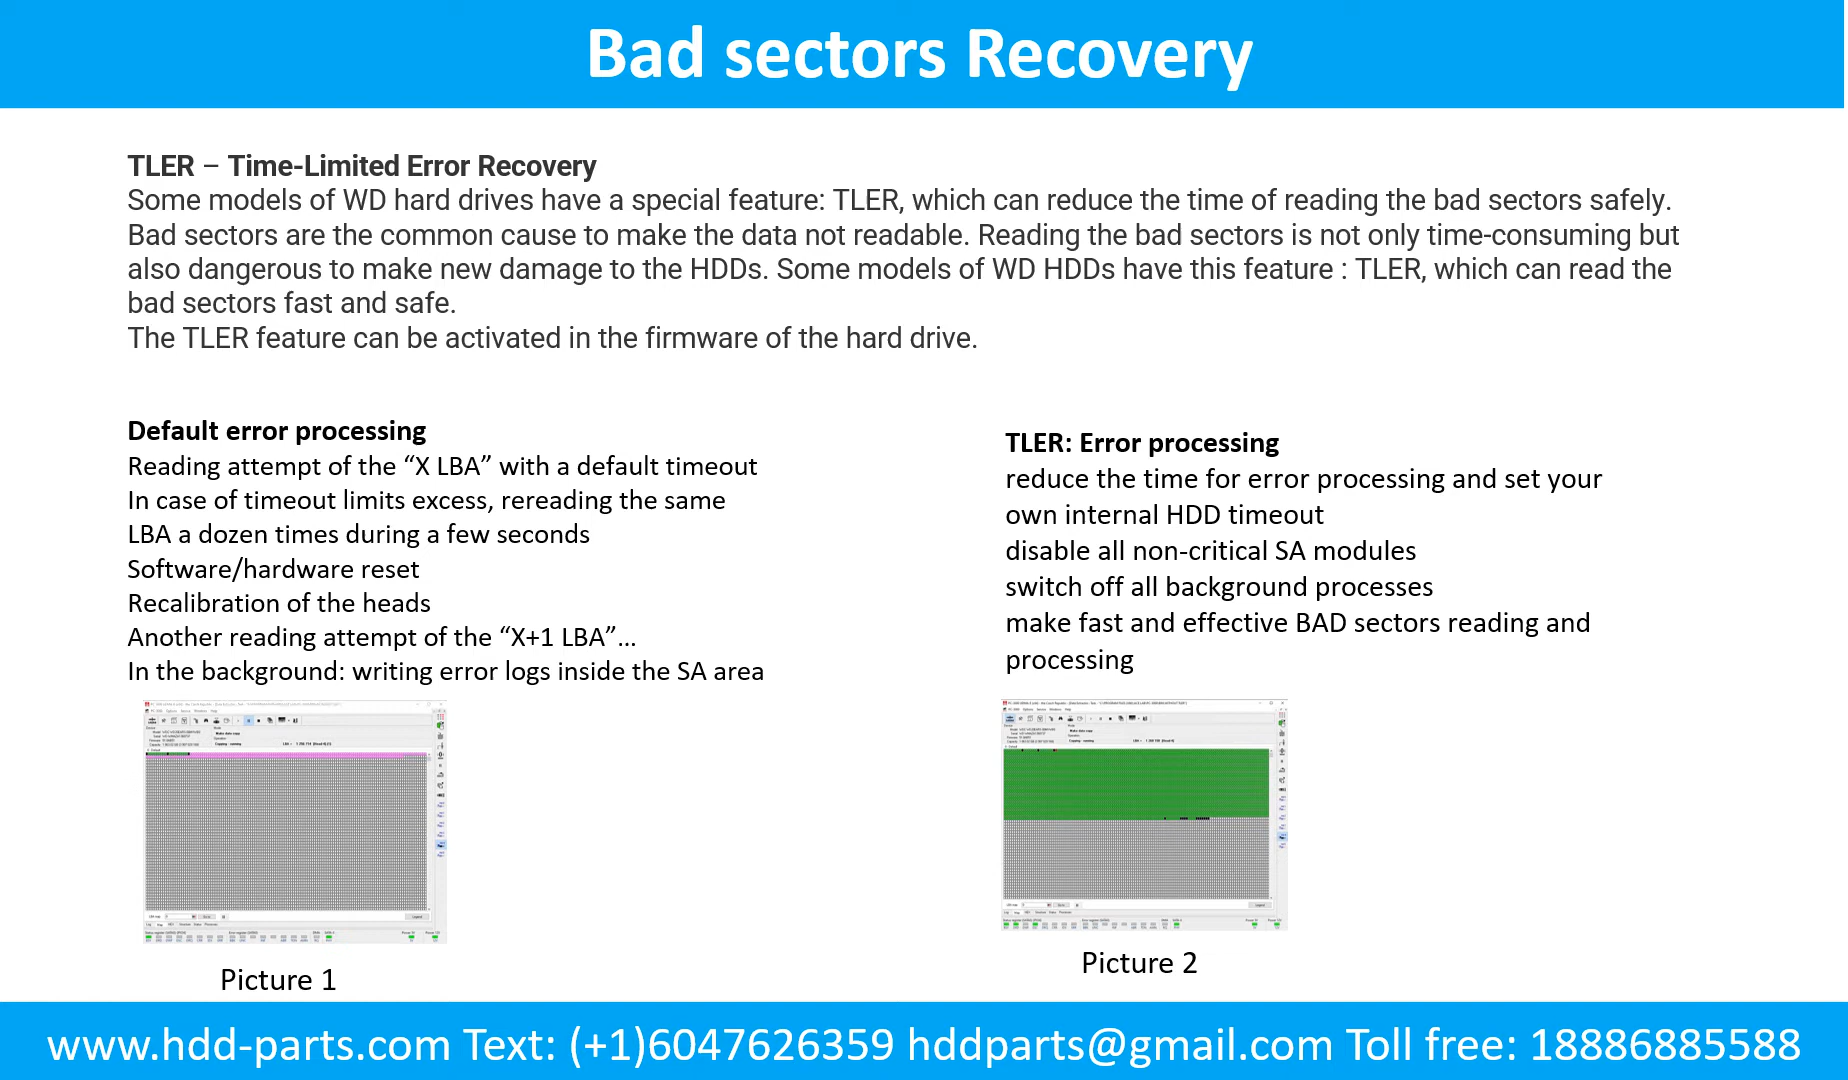 Bad sectors Recovery
TLER – Time-Limited Error Recovery
Some models of WD hard drives have a special feature: TLER, which can reduce the time of reading the bad sectors safely.
Bad sectors are the common cause to make the data not readable. Reading the bad sectors is not only time-consuming but
also dangerous to make new damage to the HDDs. Some models of WD HDDs have this feature : TLER, which can read the
bad sectors fast and safe.
The TLER feature can be activated in the firmware of the hard drive.
Default error processing
Reading attempt of the “X LBA” with a default timeout
In case of timeout limits excess, rereading the same
LBA a dozen times during a few seconds
Software/hardware reset
Recalibration of the heads
Another reading attempt of the “X+1 LBA”...
In the background: writing error logs inside the SA area
TLER: Error processing
reduce the time for error processing and set your
own internal HDD timeout
disable all non-critical SA modules
switch off all background processes
make fast and effective BAD sectors reading and
processing
Picture 1
Picture 2
www.hdd-parts.com Text: (+1)6047626359 hddparts@gmail.com Toll free: 18886885588